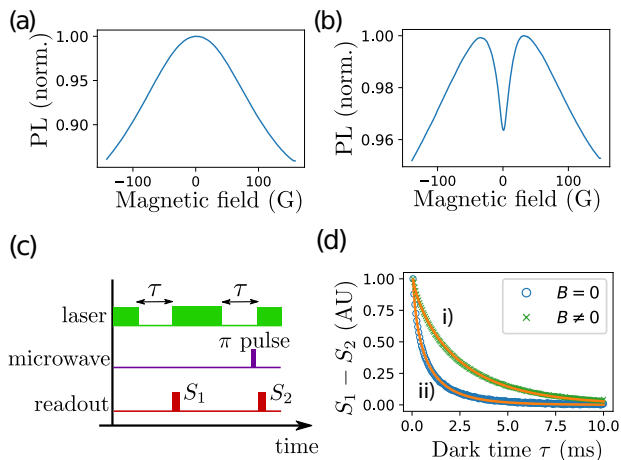 (a)
PL (norm.)
1.00
0.95
0.90
−100
0
100
Magnetic field (G)
(b)
PL (norm.)
1.00
0.98
0.96
−100
0
100
Magnetic field (G)
(c)
τ
τ
laser
π pulse
microwave
readout
S₁
S₂
time
(d)
S₁ − S₂ (AU)
1.00
0.75
0.50
0.25
0.00
i)
ii)
B = 0
B ≠ 0
0.0
2.5
5.0
7.5
10.0
Dark time τ (ms)